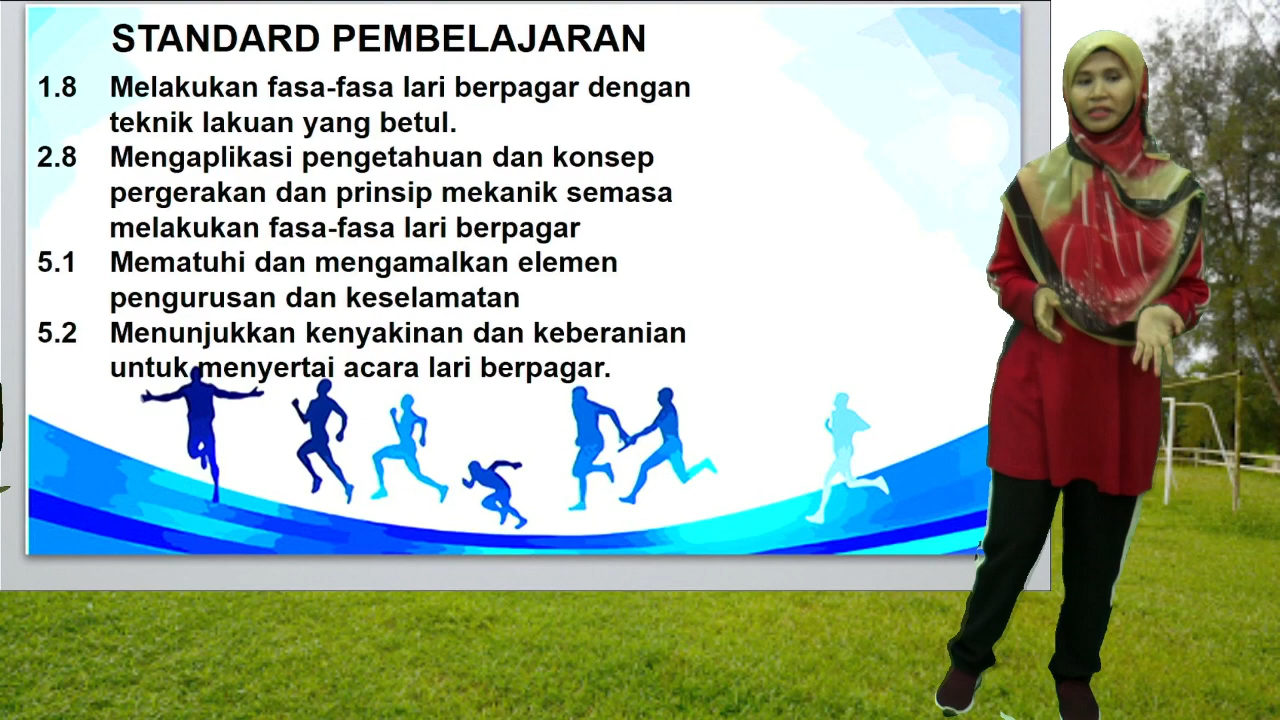 STANDARD PEMBELAJARAN
1.8 Melakukan fasa-fasa lari berpagar dengan
teknik lakuan yang betul.
2.8 Mengaplikasi pengetahuan dan konsep
pergerakan dan prinsip mekanik semasa
melakukan fasa-fasa lari berpagar
5.1 Mematuhi dan mengamalkan elemen
pengurusan dan keselamatan
5.2 Menunjukkan kenyakinan dan keberanian
untuk menyertai acara lari berpagar.